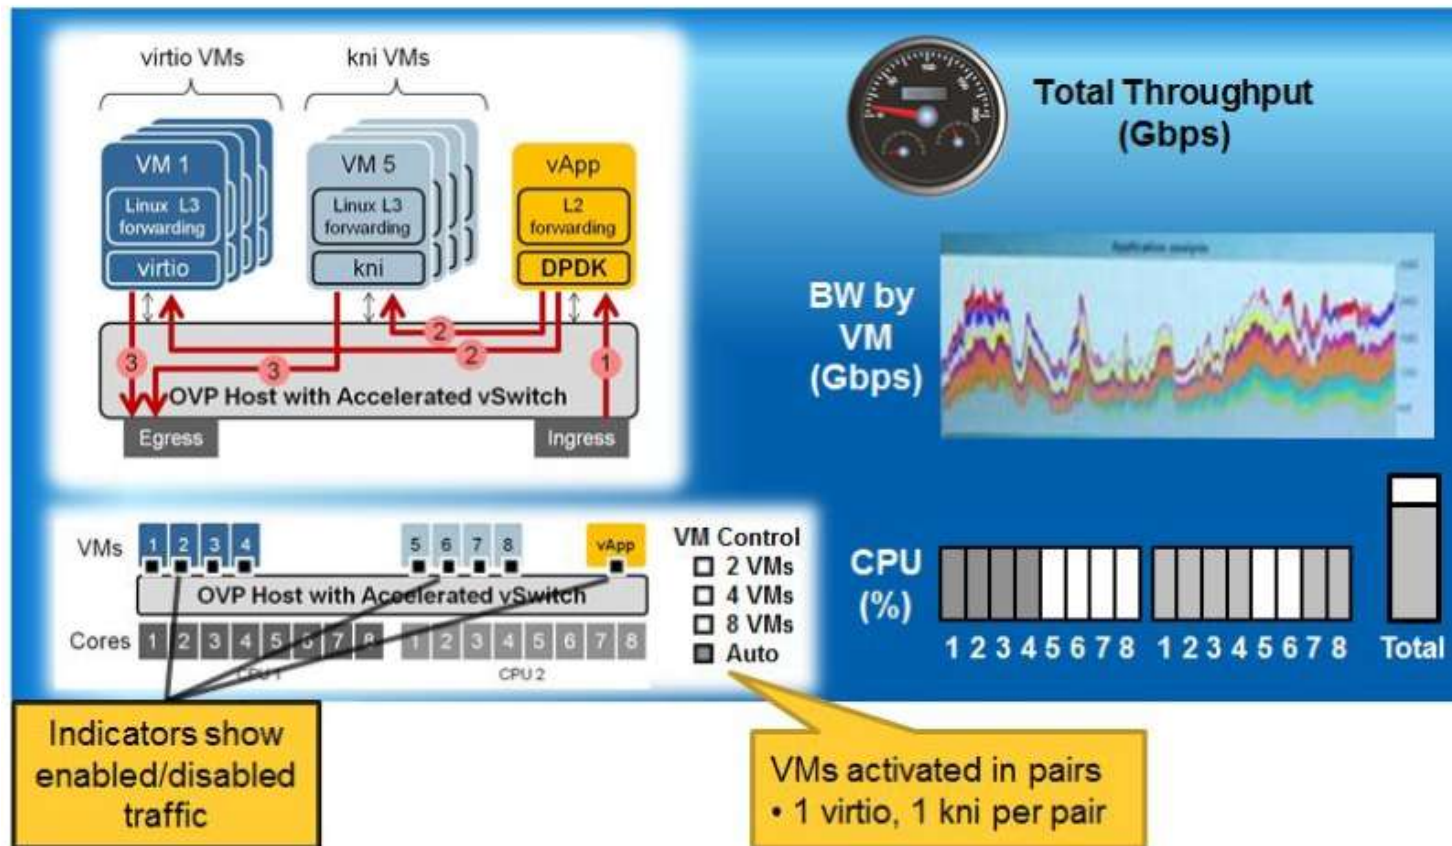 virtio VMs
kni VMs
VM 1
VM 5
vApp
Linux L3
forwarding
Linux L3
forwarding
L2
forwarding
virtio
kni
DPDK
2
2
3
3
1
OVP Host with Accelerated vSwitch
Egress
Ingress
Total Throughput
(Gbps)
Application analysis
BW by
VM
(Gbps)
VMs
1 2 3 4
5 6 7 8
vApp
OVP Host with Accelerated vSwitch
Cores
1 2 3 4 5 6 7 8
1 2 3 4 5 6 7 8
CPU 1
CPU 2
VM Control
2 VMs
4 VMs
8 VMs
Auto
CPU
(%)
1 2 3 4 5 6 7 8
1 2 3 4 5 6 7 8
Total
Indicators show
enabled/disabled
traffic
VMs activated in pairs
• 1 virtio, 1 kni per pair